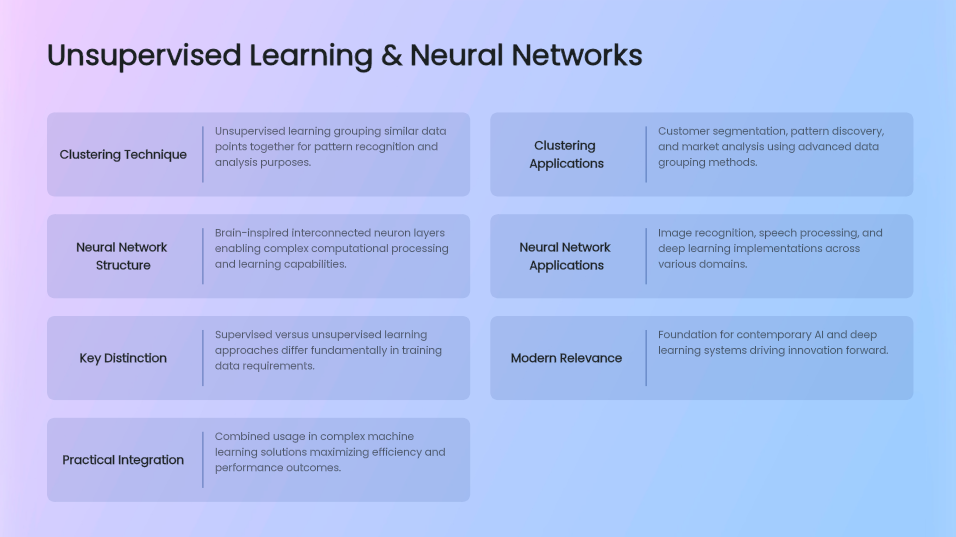 Unsupervised Learning & Neural Networks
Clustering Technique
Unsupervised learning grouping similar data
points together for pattern recognition and
analysis purposes.
Clustering
Applications
Customer segmentation, pattern discovery,
and market analysis using advanced data
grouping methods.
Neural Network
Structure
Brain-inspired interconnected neuron layers
enabling complex computational processing
and learning capabilities.
Neural Network
Applications
Image recognition, speech processing, and
deep learning implementations across
various domains.
Key Distinction
Supervised versus unsupervised learning
approaches differ fundamentally in training
data requirements.
Modern Relevance
Foundation for contemporary AI and deep
learning systems driving innovation forward.
Practical Integration
Combined usage in complex machine
learning solutions maximizing efficiency and
performance outcomes.